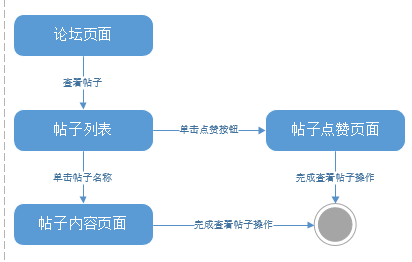 论坛页面
查看帖子
帖子列表
单击点赞按钮
帖子点赞页面
单击帖子名称
完成查看帖子操作
帖子内容页面
完成查看帖子操作